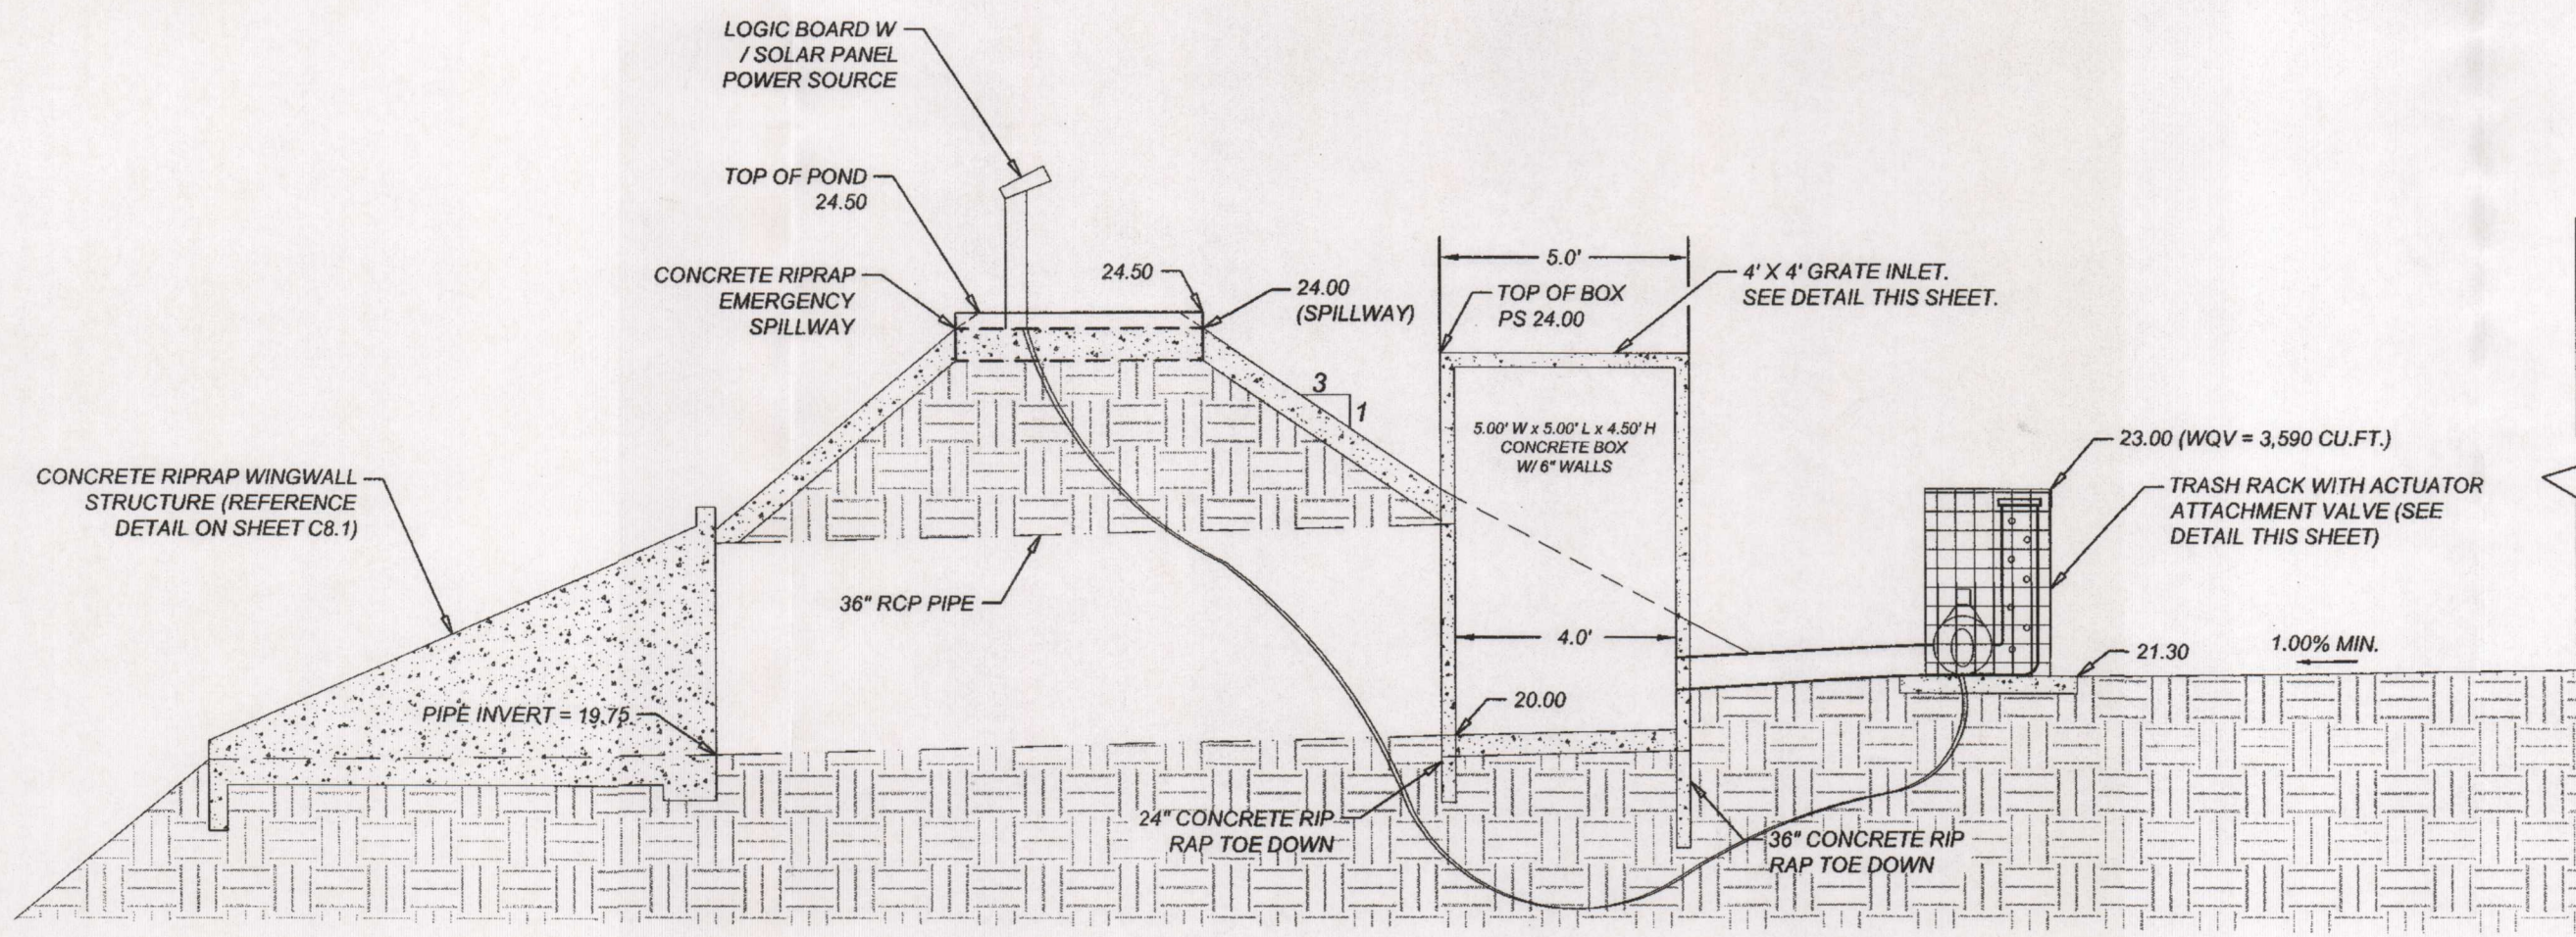 LOGIC BOARD W
/ SOLAR PANEL
POWER SOURCE
TOP OF POND
24.50
CONCRETE RIPRAP
EMERGENCY
SPILLWAY
24.50
24.00
(SPILLWAY)
5.0'
TOP OF BOX
PS 24.00
4' X 4' GRATE INLET.
SEE DETAIL THIS SHEET.
3
1
5.00' W x 5.00' L x 4.50' H
CONCRETE BOX
W/ 6" WALLS
23.00 (WQV = 3,590 CU.FT.)
TRASH RACK WITH ACTUATOR
ATTACHMENT VALVE (SEE
DETAIL THIS SHEET)
CONCRETE RIPRAP WINGWALL
STRUCTURE (REFERENCE
DETAIL ON SHEET C8.1)
36" RCP PIPE
4.0'
21.30
1.00% MIN.
PIPE INVERT = 19.75
20.00
24" CONCRETE RIP
RAP TOE DOWN
36" CONCRETE RIP
RAP TOE DOWN